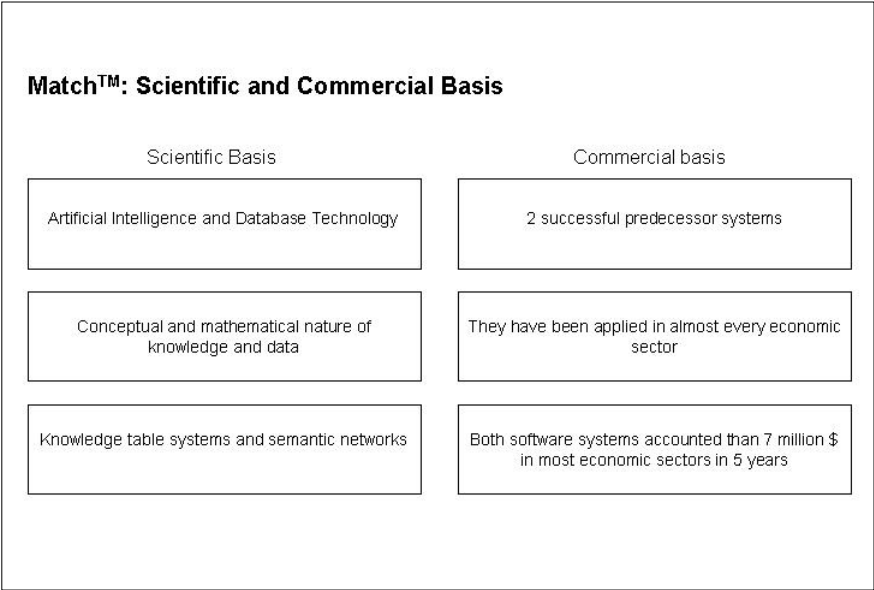 Match™: Scientific and Commercial Basis
Scientific Basis
Artificial Intelligence and Database Technology
Conceptual and mathematical nature of
knowledge and data
Knowledge table systems and semantic networks
Commercial basis
2 successful predecessor systems
They have been applied in almost every economic
sector
Both software systems accounted than 7 million $
in most economic sectors in 5 years